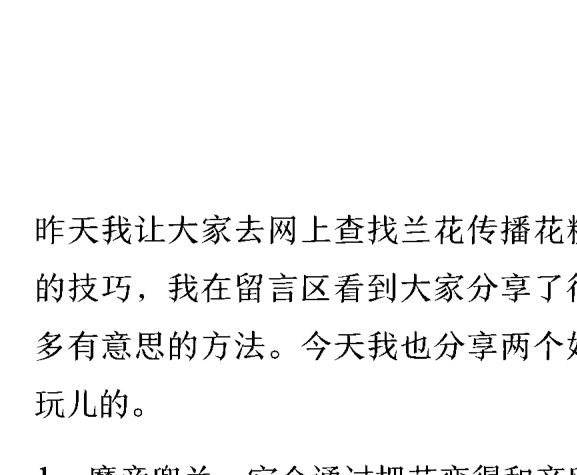 昨天我让大家去网上查找兰花传播花
的技巧，我在留言区看到大家分享了
多有意思的方法。今天我也分享两个
玩儿的。